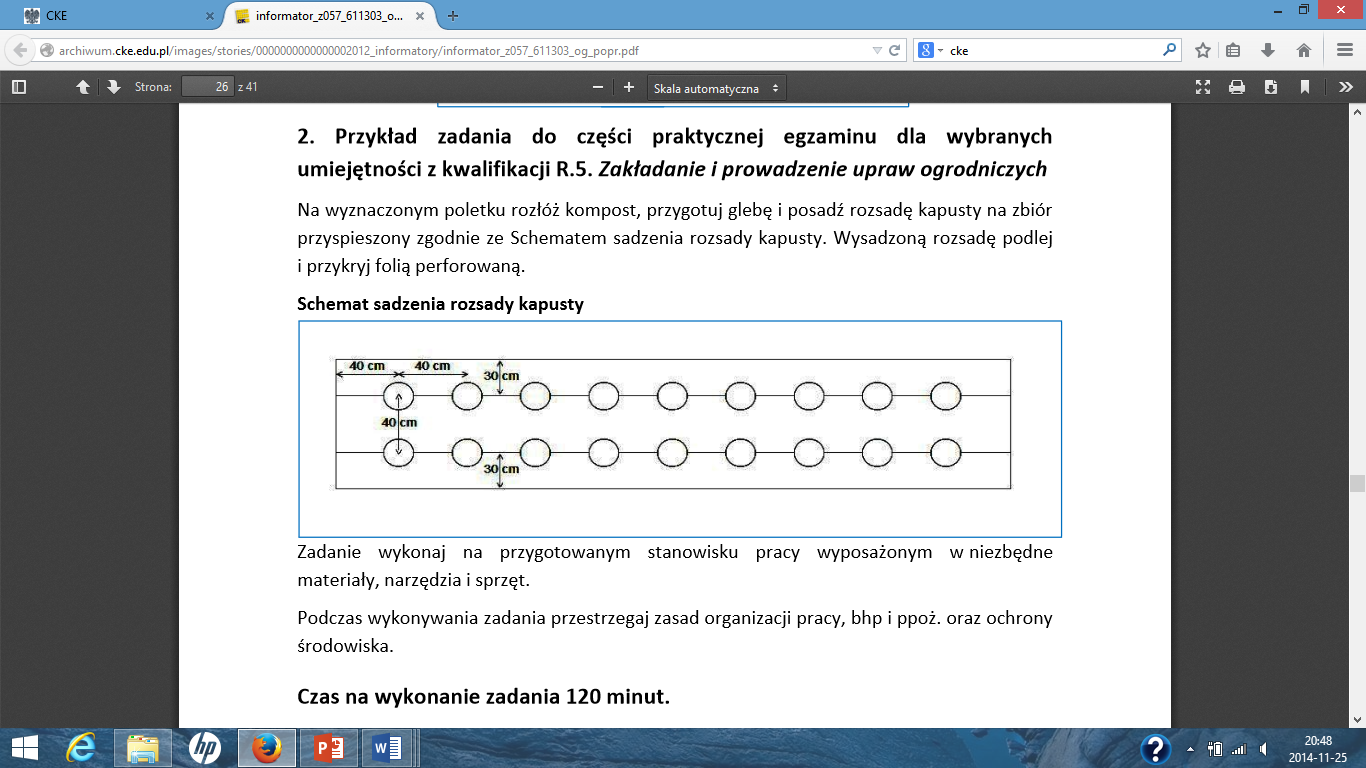 CKE
informator_z057_611303_o...
archiwum.cke.edu.pl/images/stories/0000000000000002012_informatory/informator_z057_611303_og_popr.pdf
cke
Strona: 26 z 41
Skala automatyczna
2. Przykład zadania do części praktycznej egzaminu dla wybranych
umiejętności z kwalifikacji R.5. Zakładanie i prowadzenie upraw ogrodniczych
Na wyznaczonym poletku rozłóż kompost, przygotuj glebę i posadź rozsadę kapusty na zbiór
przyspieszony zgodnie ze Schematem sadzenia rozsady kapusty. Wysadzoną rozsadę podlej
i przykryj folią perforowaną.
Schemat sadzenia rozsady kapusty
40 cm 40 cm
30 cm
40 cm
30 cm
Zadanie wykonaj na przygotowanym stanowisku pracy wyposażonym w niezbędne
materiały, narzędzia i sprzęt.
Podczas wykonywania zadania przestrzegaj zasad organizacji pracy, bhp i ppoż. oraz ochrony
środowiska.
Czas na wykonanie zadania 120 minut.
20:48
2014-11-25